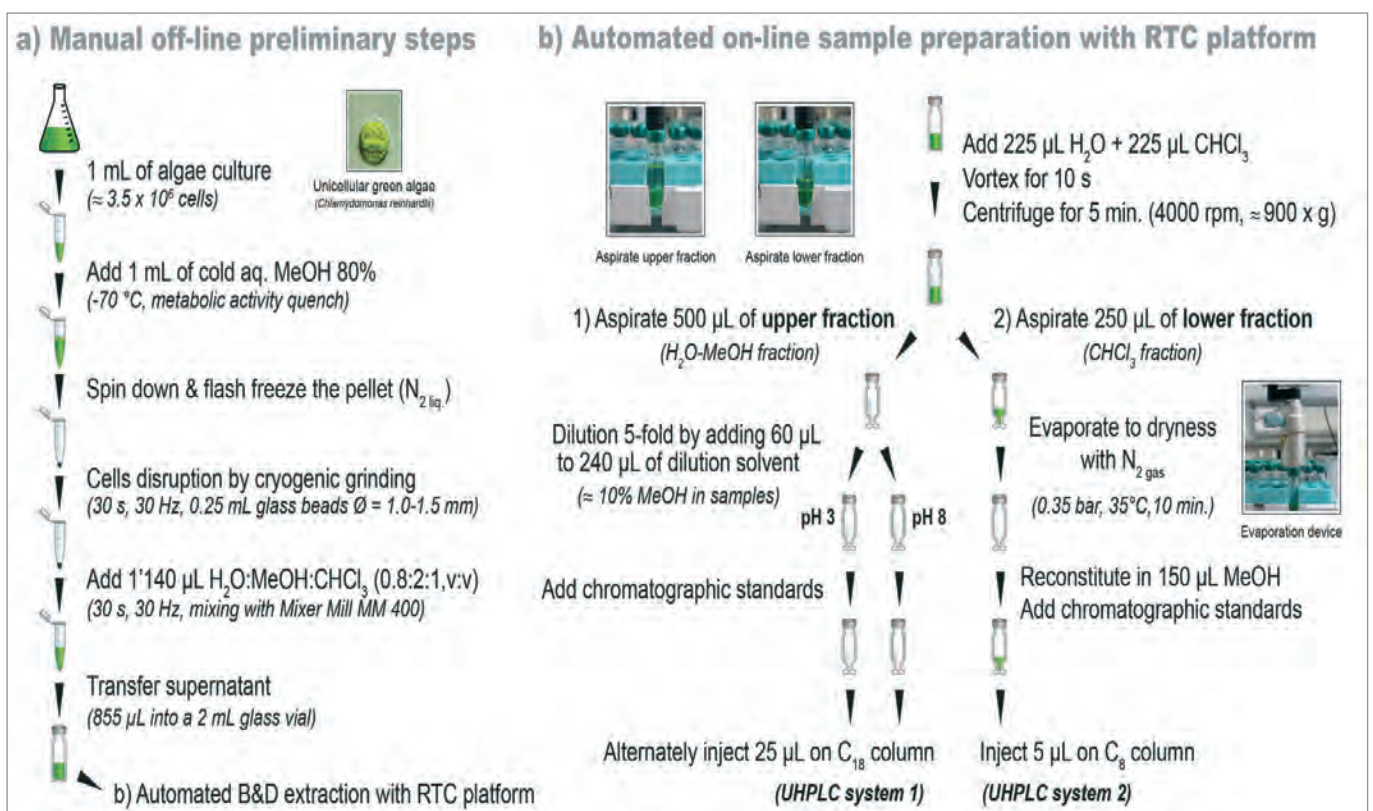 a) Manual off-line preliminary steps
1 mL of algae culture
(≈ 3.5 x 10⁶ cells)
Unicellular green algae
(Chlamydomonas reinhardtii)
Add 1 mL of cold aq. MeOH 80%
(-70 °C, metabolic activity quench)
Spin down & flash freeze the pellet (N₂ liq.)
Cells disruption by cryogenic grinding
(30 s, 30 Hz, 0.25 mL glass beads Ø = 1.0-1.5 mm)
Add 1'140 µL H₂O:MeOH:CHCl₃ (0.8:2:1,v:v)
(30 s, 30 Hz, mixing with Mixer Mill MM 400)
Transfer supernatant
(855 µL into a 2 mL glass vial)
b) Automated B&D extraction with RTC platform
b) Automated on-line sample preparation with RTC platform
Aspirate upper fraction
Aspirate lower fraction
Add 225 µL H₂O + 225 µL CHCl₃
Vortex for 10 s
Centrifuge for 5 min. (4000 rpm, ≈ 900 x g)
1) Aspirate 500 µL of upper fraction
(H₂O-MeOH fraction)
Dilution 5-fold by adding 60 µL
to 240 µL of dilution solvent
(≈ 10% MeOH in samples)
pH 3
pH 8
Add chromatographic standards
Alternately inject 25 µL on C₁₈ column
(UHPLC system 1)
2) Aspirate 250 µL of lower fraction
(CHCl₃ fraction)
Evaporate to dryness
with N₂ gas
(0.35 bar, 35°C,10 min.)
Evaporation device
Reconstitute in 150 µL MeOH
Add chromatographic standards
Inject 5 µL on C₈ column
(UHPLC system 2)